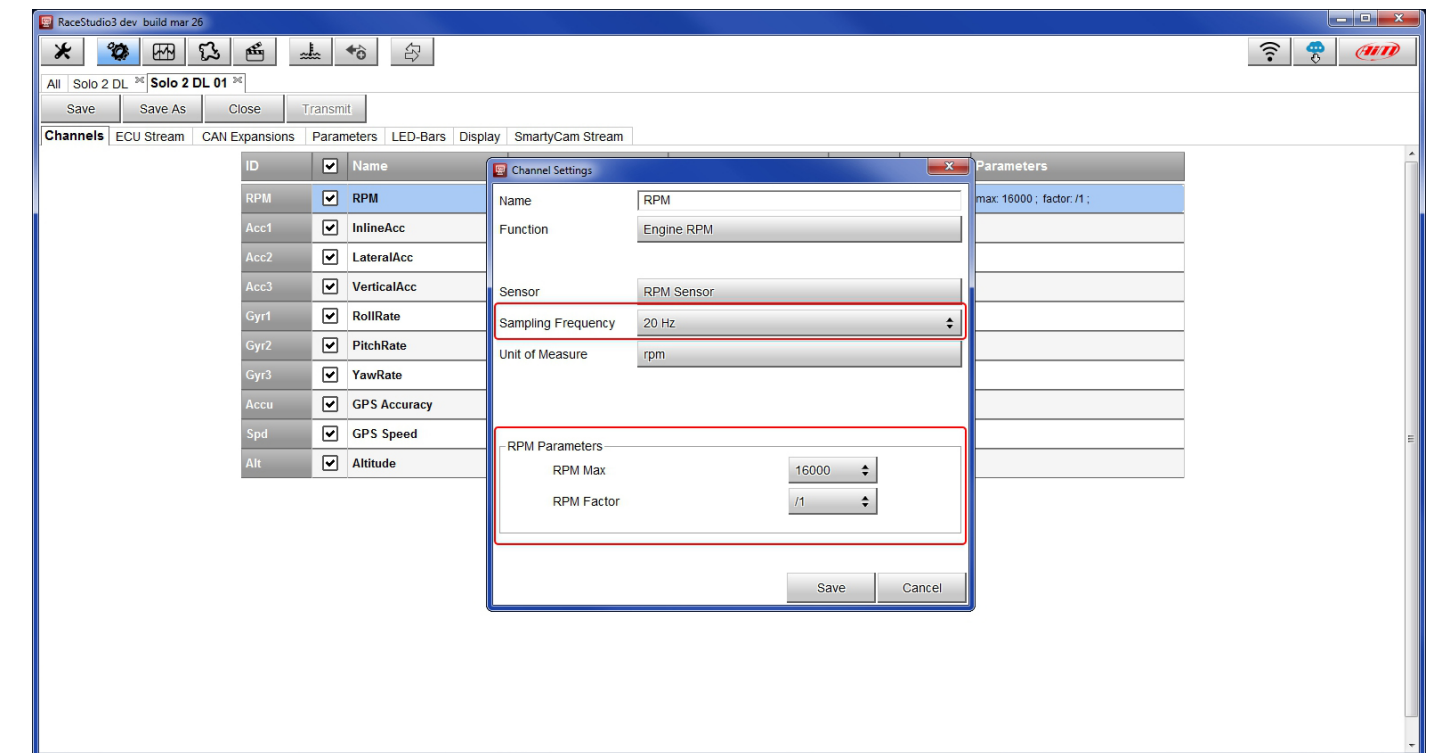 RaceStudio3 dev build mar 26
AiM
All Solo 2 DL Solo 2 DL 01
Save Save As Close Transmit
Channels ECU Stream CAN Expansions Parameters LED-Bars Display SmartyCam Stream
ID Name Parameters
RPM RPM max: 16000 ; factor: /1 ;
Acc1 InlineAcc
Acc2 LateralAcc
Acc3 VerticalAcc
Gyr1 RollRate
Gyr2 PitchRate
Gyr3 YawRate
Accu GPS Accuracy
Spd GPS Speed
Alt Altitude
Channel Settings
Name RPM
Function Engine RPM
Sensor RPM Sensor
Sampling Frequency 20 Hz
Unit of Measure rpm
RPM Parameters
RPM Max 16000
RPM Factor /1
Save Cancel